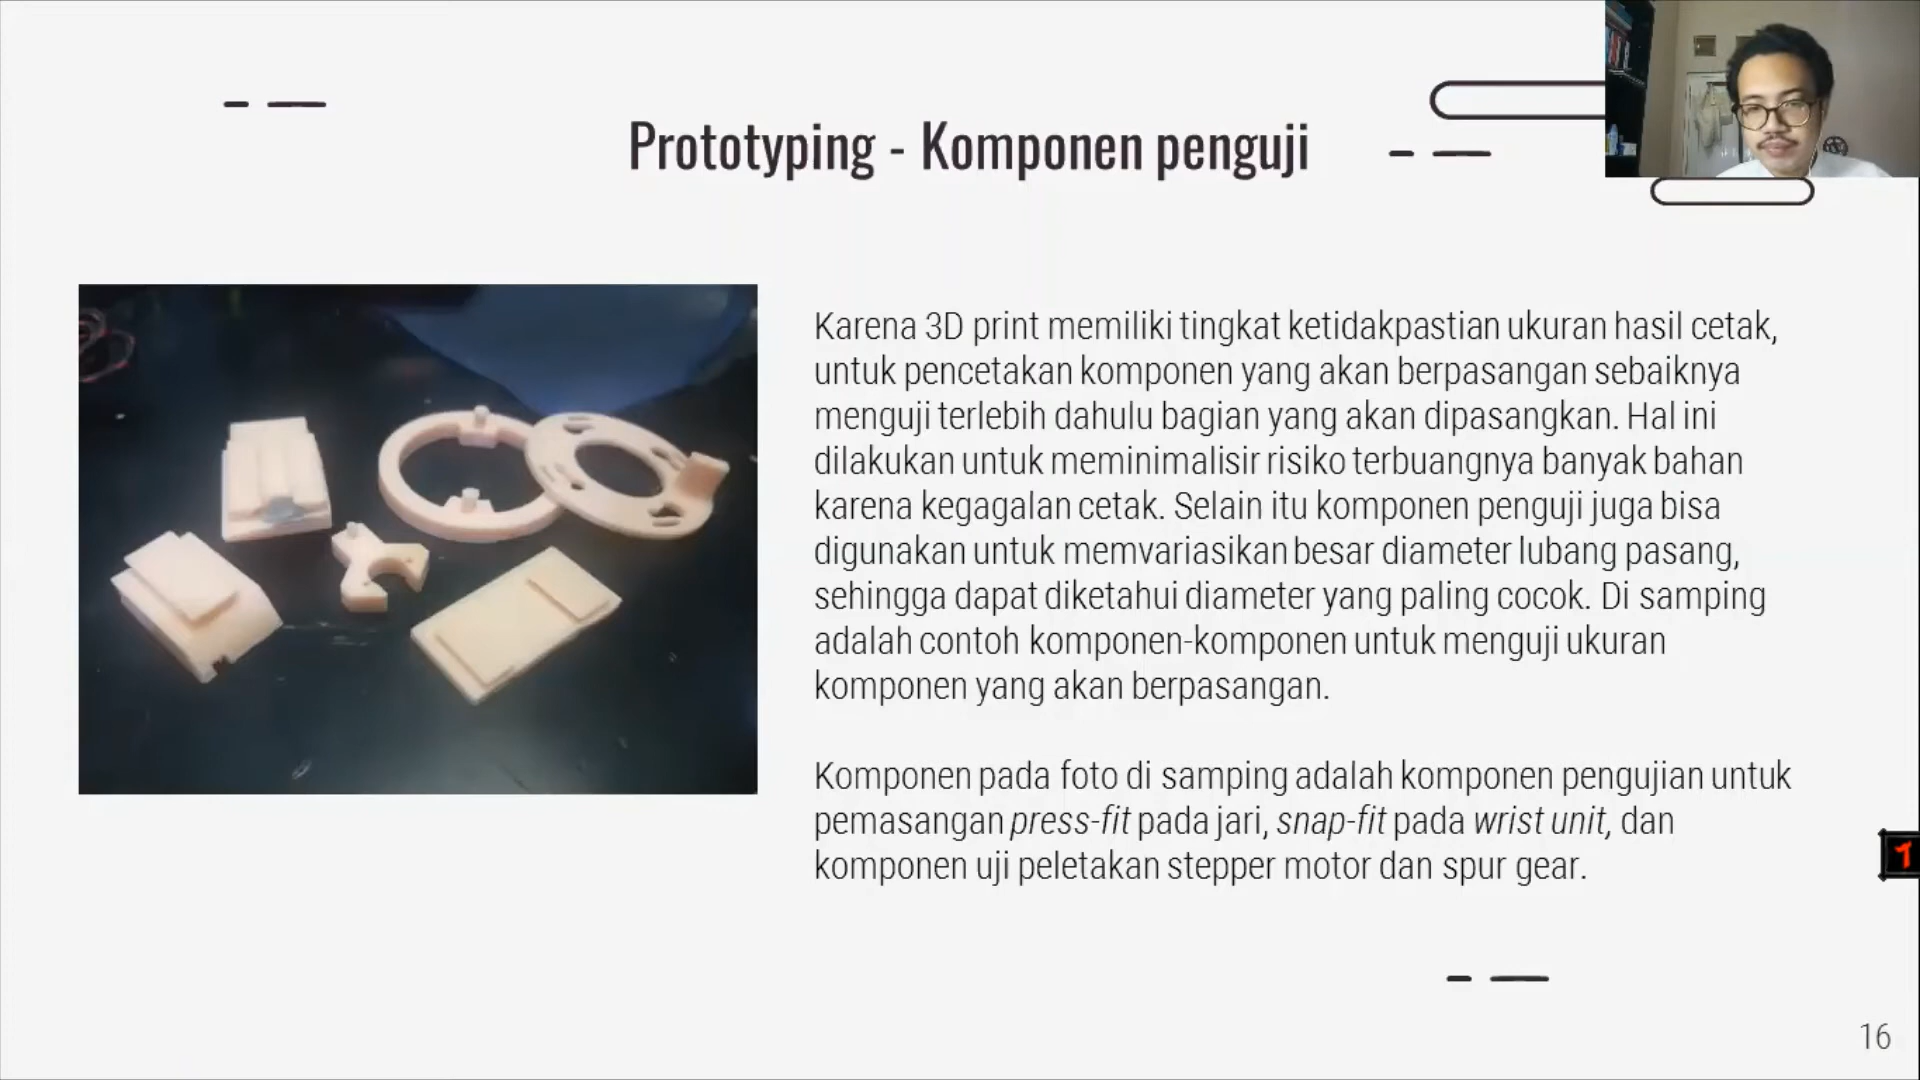 Prototyping - Komponen penguji
Karena 3D print memiliki tingkat ketidakpastian ukuran hasil cetak,
untuk pencetakan komponen yang akan berpasangan sebaiknya
menguji terlebih dahulu bagian yang akan dipasangkan. Hal ini
dilakukan untuk meminimalisir risiko terbuangnya banyak bahan
karena kegagalan cetak. Selain itu komponen penguji juga bisa
digunakan untuk memvariasikan besar diameter lubang pasang,
sehingga dapat diketahui diameter yang paling cocok. Di samping
adalah contoh komponen-komponen untuk menguji ukuran
komponen yang akan berpasangan.
Komponen pada foto di samping adalah komponen pengujian untuk
pemasangan press-fit pada jari, snap-fit pada wrist unit, dan
komponen uji peletakan stepper motor dan spur gear.
16